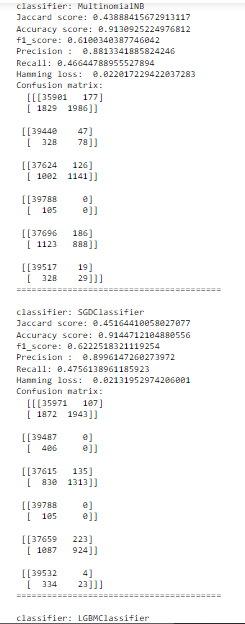 classifier: MultinomialNB
Jaccard score: 0.43888415672913117
Accuracy score: 0.9130925224976812
f1_score: 0.6100340387746042
Precision : 0.8813341885824246
Recall: 0.46644788955527894
Hamming loss: 0.022017229422037283
Confusion matrix:
[[[35901 177]
[ 1829 1986]]
[[39440 47]
[ 328 78]]
[[37624 126]
[ 1002 1141]]
[[39788 0]
[ 105 0]]
[[37696 186]
[ 1123 888]]
[[39517 19]
[ 328 29]]]
========================================
classifier: SGDClassifier
Jaccard score: 0.45164410058027077
Accuracy score: 0.9144712104880556
f1_score: 0.6222518321119254
Precision : 0.8996147260273972
Recall: 0.4756138961185923
Hamming loss: 0.02131952974206001
Confusion matrix:
[[[35971 107]
[ 1872 1943]]
[[39487 0]
[ 406 0]]
[[37615 135]
[ 830 1313]]
[[39788 0]
[ 105 0]]
[[37659 223]
[ 1087 924]]
[[39532 4]
[ 334 23]]]
========================================
classifier: LGBMClassifier